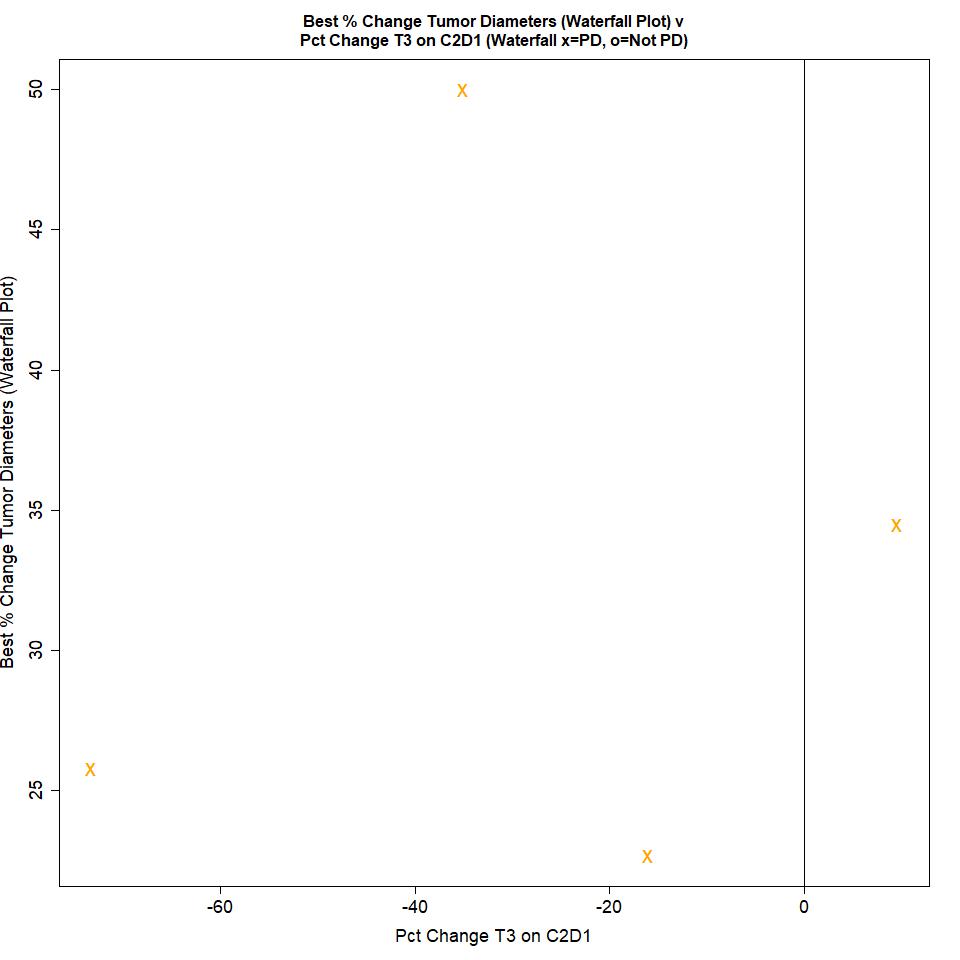 Best % Change Tumor Diameters (Waterfall Plot) v
Pct Change T3 on C2D1 (Waterfall x=PD, o=Not PD)
Best % Change Tumor Diameters (Waterfall Plot)
50
45
40
35
30
25
X
X
X
X
-60
-40
-20
0
Pct Change T3 on C2D1